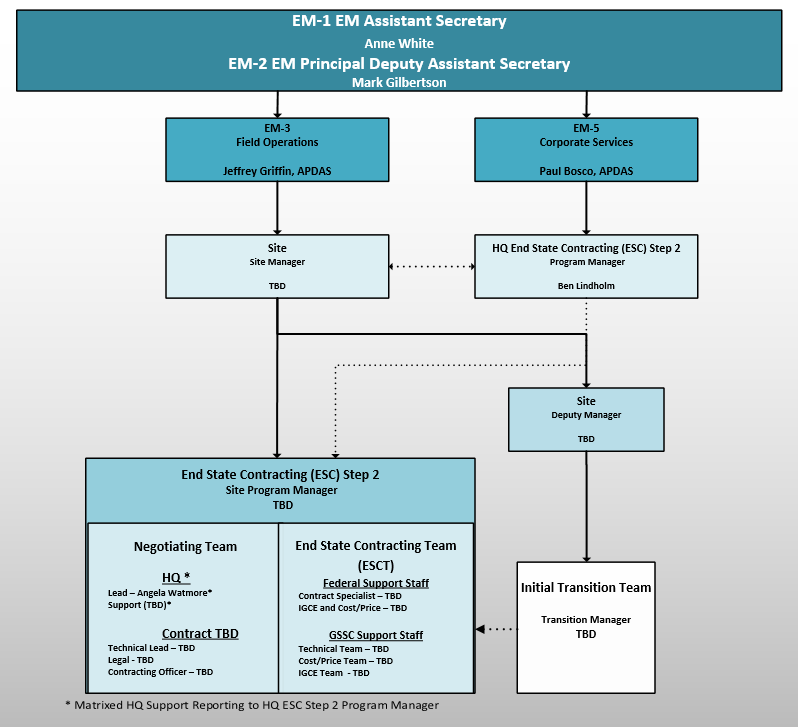 EM-1 EM Assistant Secretary
Anne White
EM-2 EM Principal Deputy Assistant Secretary
Mark Gilbertson
EM-3
Field Operations
Jeffrey Griffin, APDAS
EM-5
Corporate Services
Paul Bosco, APDAS
Site
Site Manager
TBD
HQ End State Contracting (ESC) Step 2
Program Manager
Ben Lindholm
Site
Deputy Manager
TBD
End State Contracting (ESC) Step 2
Site Program Manager
TBD
Negotiating Team
HQ *
Lead – Angela Watmore*
Support (TBD)*
Contract TBD
Technical Lead – TBD
Legal - TBD
Contracting Officer – TBD
End State Contracting Team
(ESCT)
Federal Support Staff
Contract Specialist – TBD
IGCE and Cost/Price – TBD
GSSC Support Staff
Technical Team – TBD
Cost/Price Team – TBD
IGCE Team - TBD
Initial Transition Team
Transition Manager
TBD
* Matrixed HQ Support Reporting to HQ ESC Step 2 Program Manager